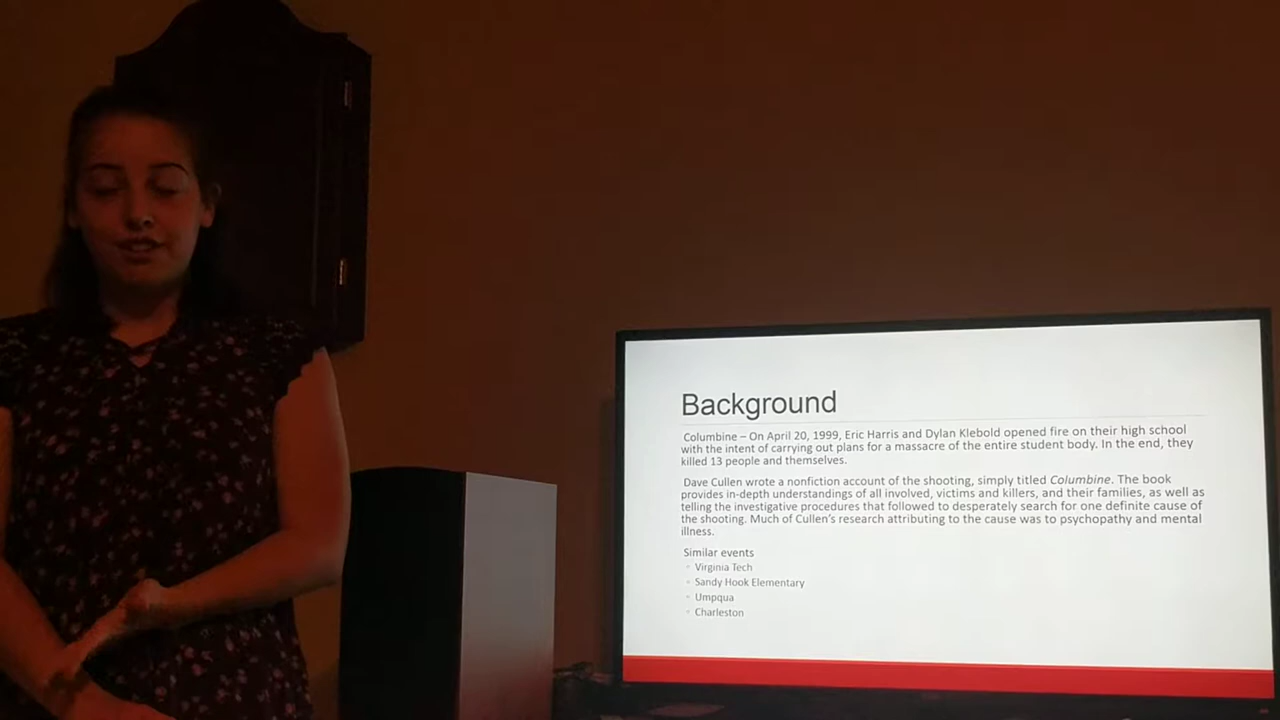 Background
Columbine – On April 20, 1999, Eric Harris and Dylan Klebold opened fire on their high school
with the intent of carrying out plans for a massacre of the entire student body. In the end, they
killed 13 people and themselves.
Dave Cullen wrote a nonfiction account of the shooting, simply titled Columbine. The book
provides in-depth understandings of all involved, victims and killers, and their families, as well as
telling the investigative procedures that followed to desperately search for one definite cause of
the shooting. Much of Cullen's research attributing to the cause was to psychopathy and mental
illness.
Similar events
Virginia Tech
Sandy Hook Elementary
Umpqua
Charleston